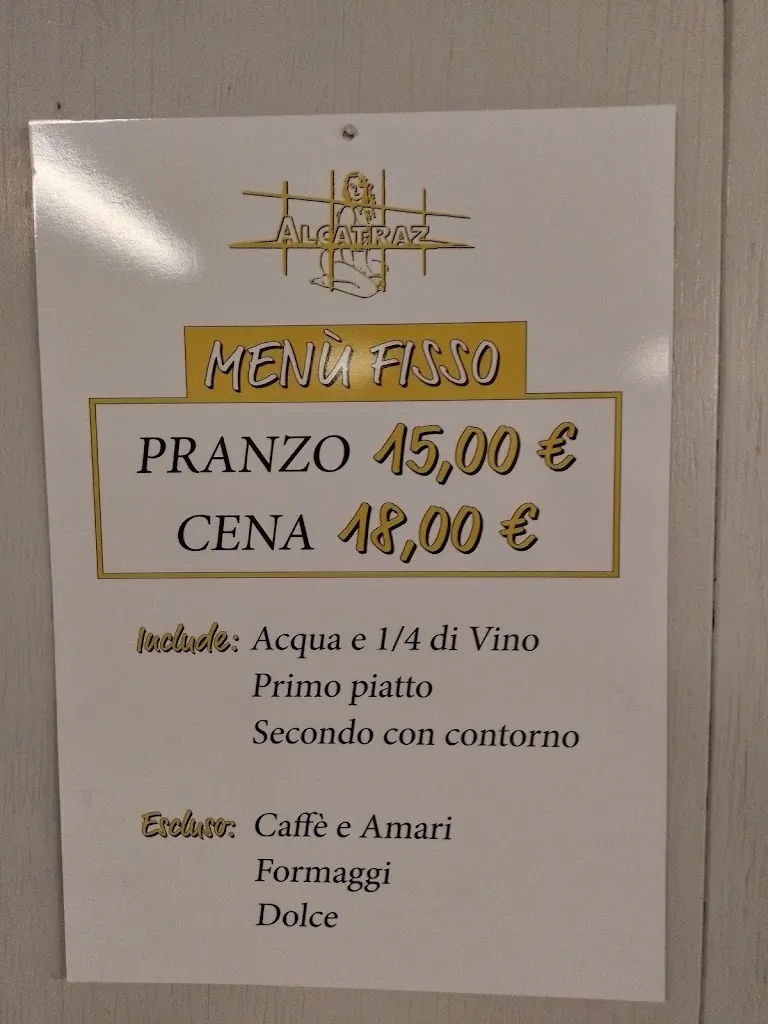 ALCATRAZ
MENÙ FISSO
PRANZO 15,00 €
CENA 18,00 €
Include: Acqua e 1/4 di Vino
Primo piatto
Secondo con contorno
Escluso: Caffè e Amari
Formaggi
Dolce